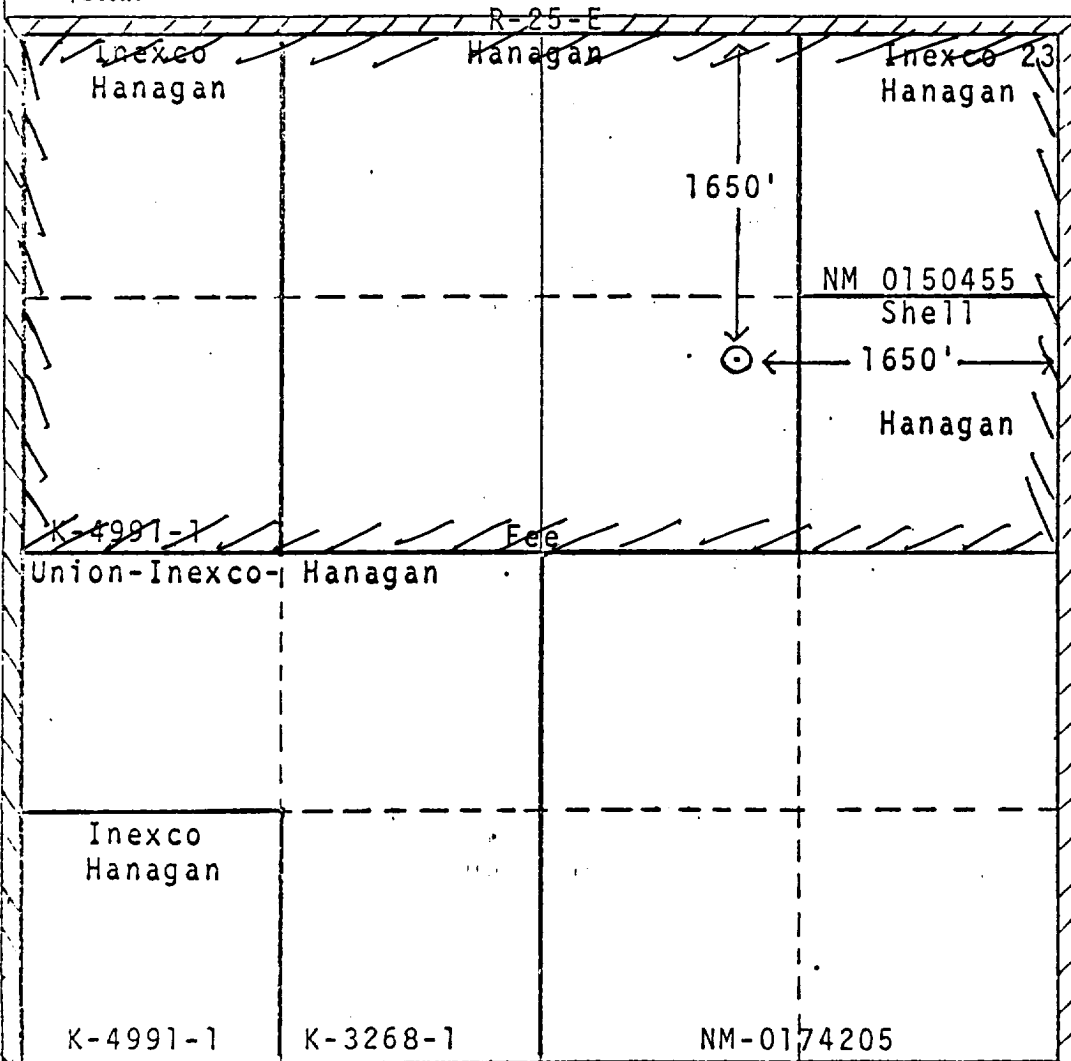 R-25-E
Inexco Hanagan Inexco 23
Hanagan Hanagan
1650'
NM 0150455
Shell
1650'
Hanagan
K-4991-1 Fee
Union-Inexco- Hanagan
Inexco
Hanagan
K-4991-1 K-3268-1 NM-0174205